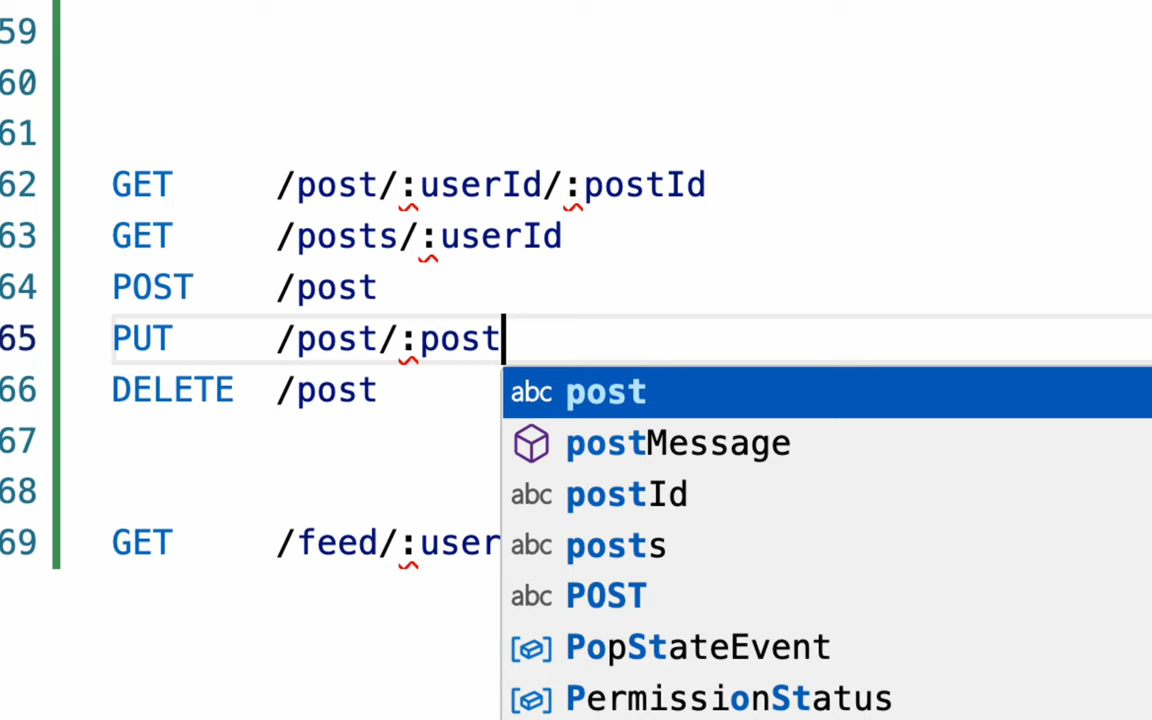 59
60
61
62 GET /post/:userId/:postId
63 GET /posts/:userId
64 POST /post
65 PUT /post/:post
66 DELETE /post
abc post
67 postMessage
68 abc postId
69 GET /feed/:user abc posts
abc POST
PopStateEvent
PermissionStatus